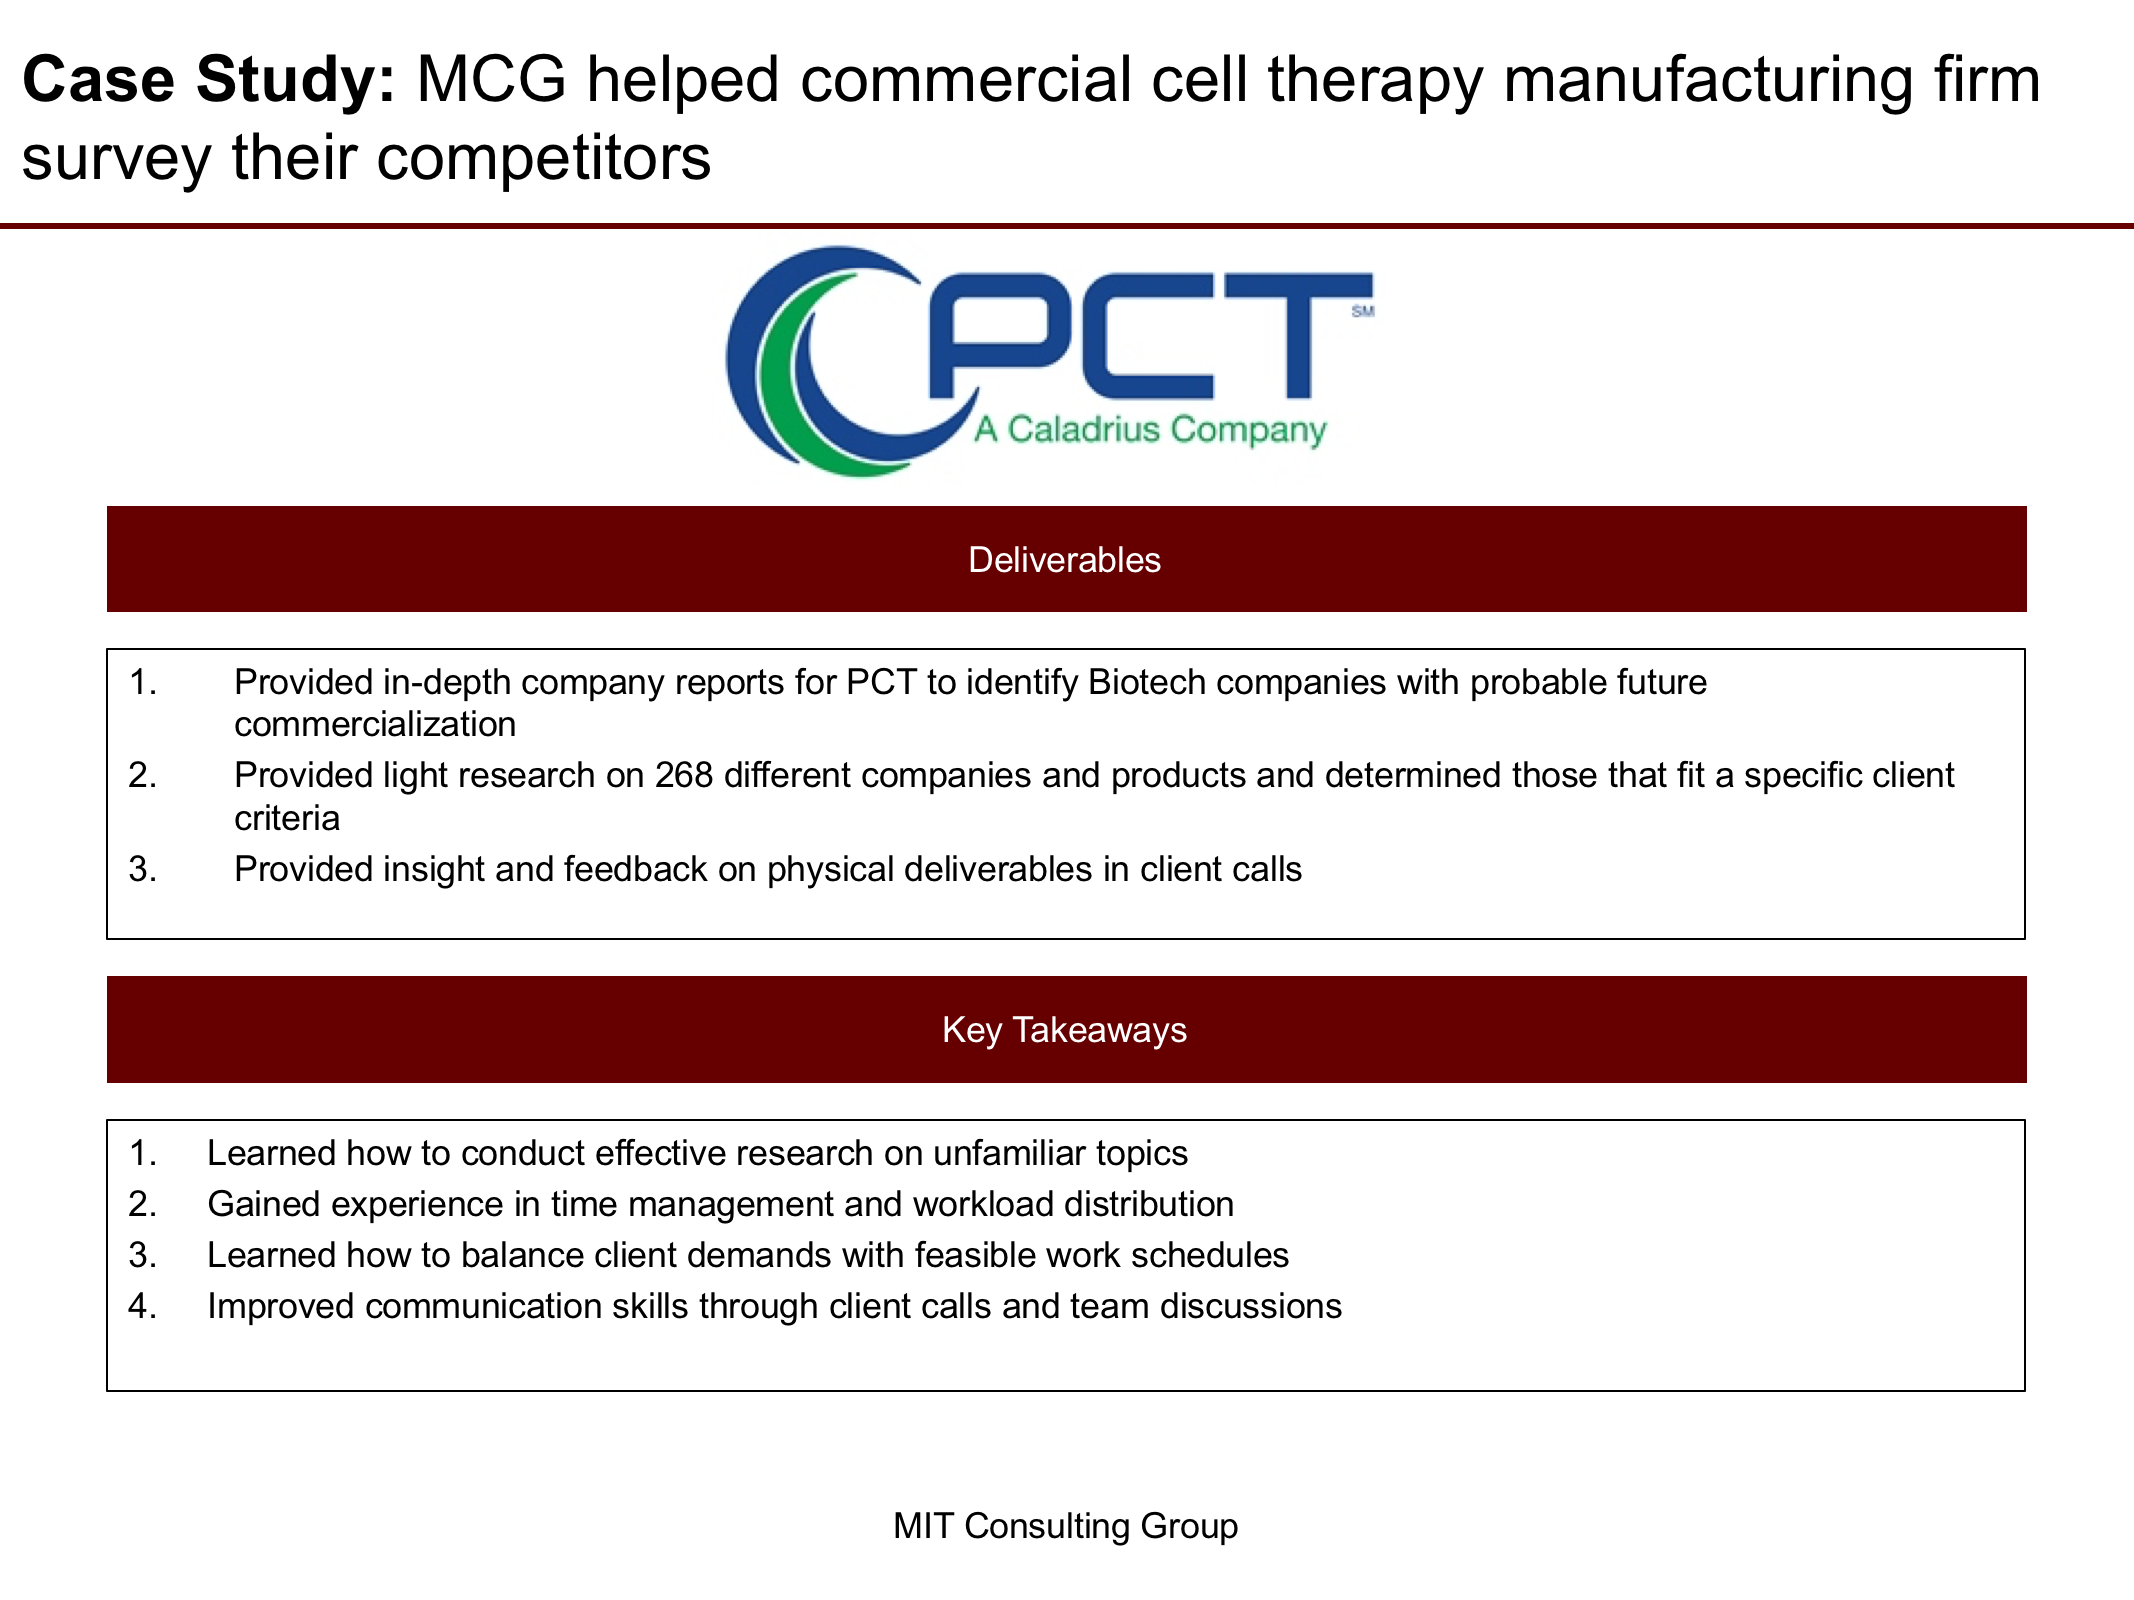 Case Study: MCG helped commercial cell therapy manufacturing firm
survey their competitors
PCT SM
A Caladrius Company
Deliverables
1. Provided in-depth company reports for PCT to identify Biotech companies with probable future
commercialization
2. Provided light research on 268 different companies and products and determined those that fit a specific client
criteria
3. Provided insight and feedback on physical deliverables in client calls
Key Takeaways
1. Learned how to conduct effective research on unfamiliar topics
2. Gained experience in time management and workload distribution
3. Learned how to balance client demands with feasible work schedules
4. Improved communication skills through client calls and team discussions
MIT Consulting Group